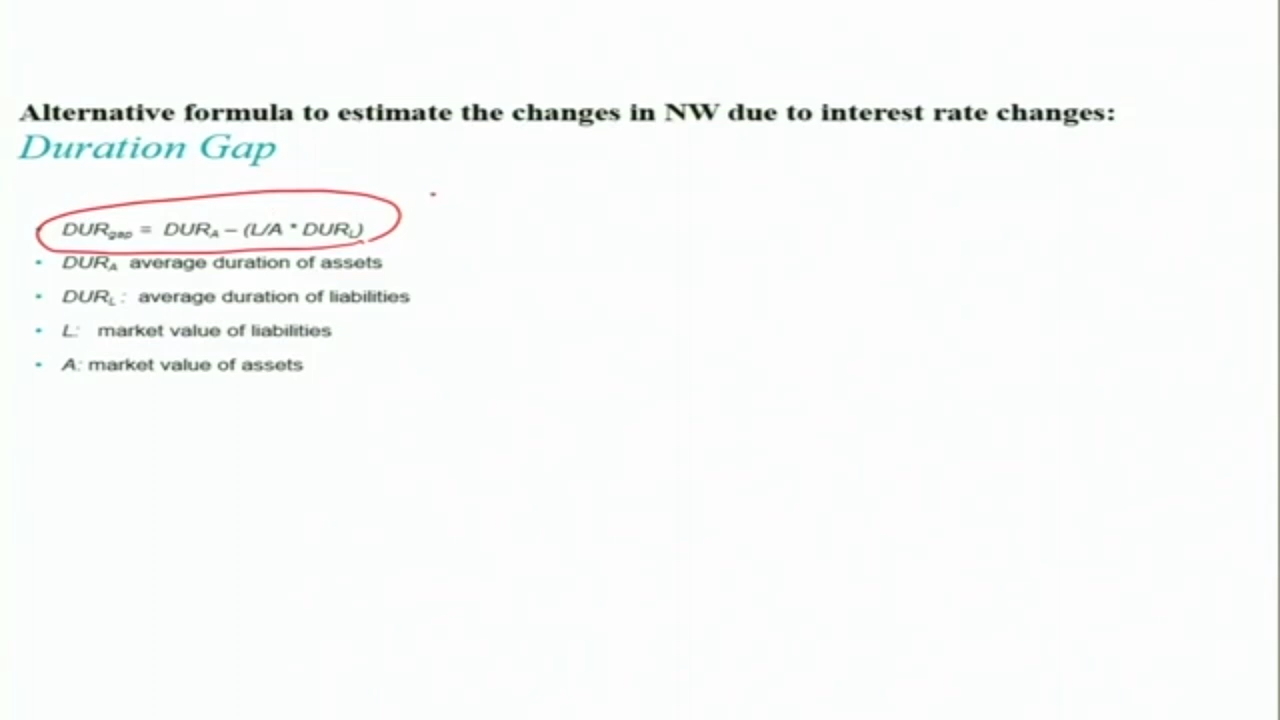 Alternative formula to estimate the changes in NW due to interest rate changes:
Duration Gap
DURgap = DURA – (L/A * DURL)
• DURA average duration of assets
• DURL : average duration of liabilities
• L: market value of liabilities
• A: market value of assets